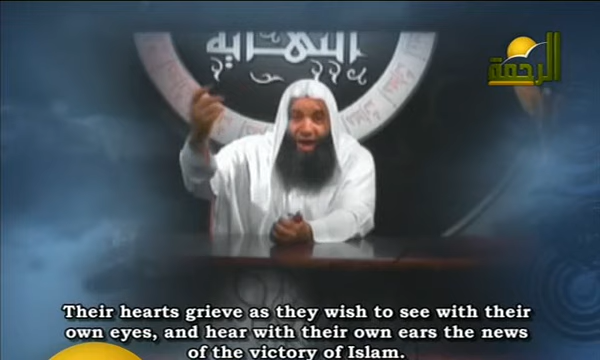 النهاية
الرحمة
Their hearts grieve as they wish to see with their
own eyes, and hear with their own ears the news
of the victory of Islam.